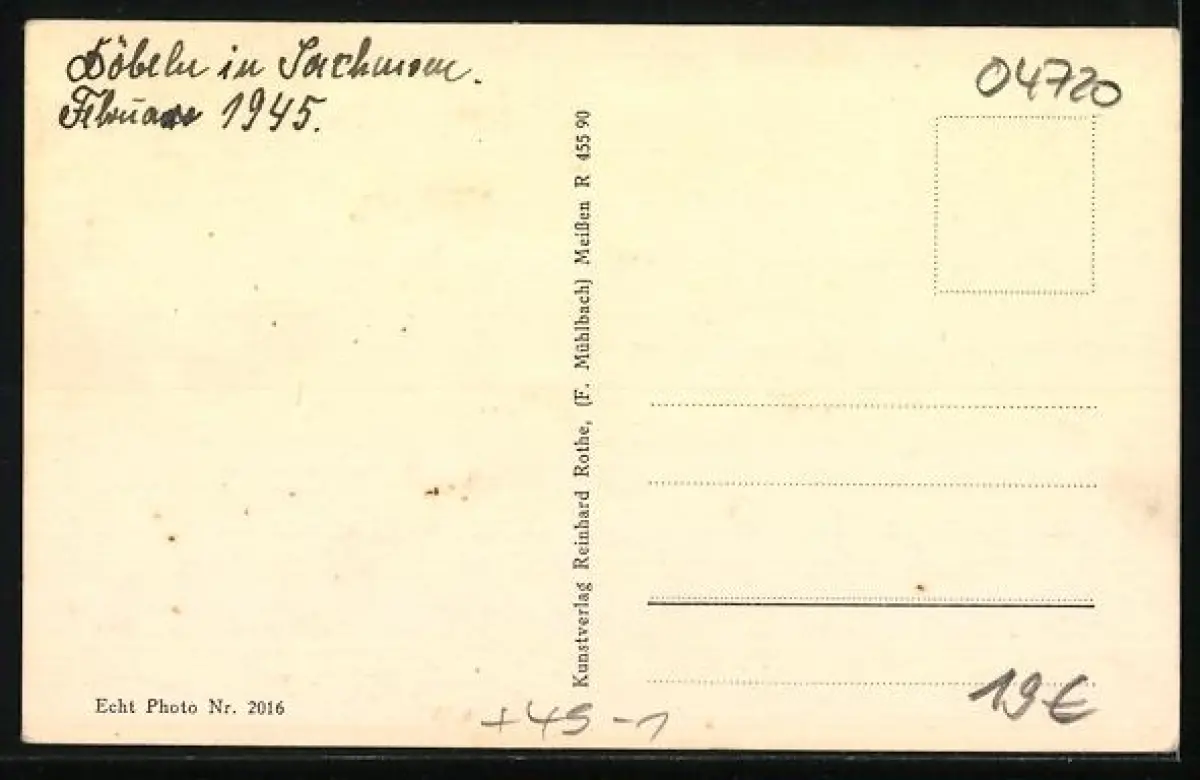 Döbeln in Sachsen.
Februar 1945.
04720
Kunstverlag Reinhard Rothe, (F. Mühlbach) Meißen R 455 90
Echt Photo Nr. 2016
+49-1
19€